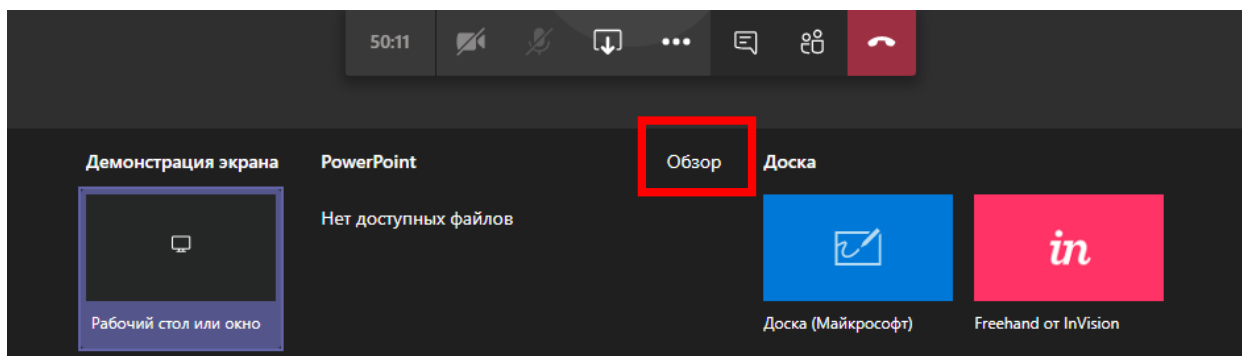 50:11
Демонстрация экрана
PowerPoint
Обзор
Доска
Нет доступных файлов
in
Рабочий стол или окно
Доска (Майкрософт)
Freehand от InVision